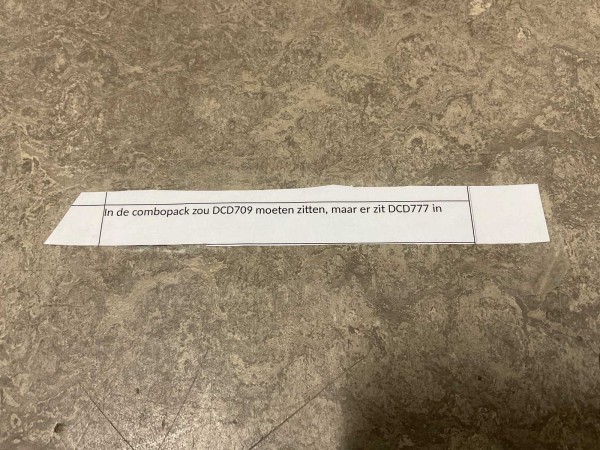 In de combopack zou DCD709 moeten zitten, maar er zit DCD777 in